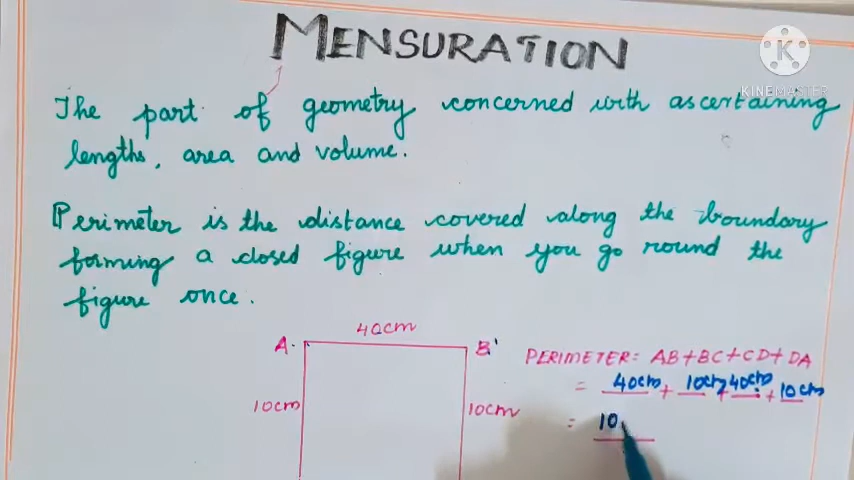 MENSURATION
K
KINEMASTER
The part of geometry concerned with ascertaining
lengths, area and volume.
Perimeter is the distance covered along the boundary
forming a closed figure when you go round the
figure once.
40cm
A
B
PERIMETER = AB+BC+CD+DA
= 40cm + 10cm + 40cm + 10cm
10cm
10cm
= 10